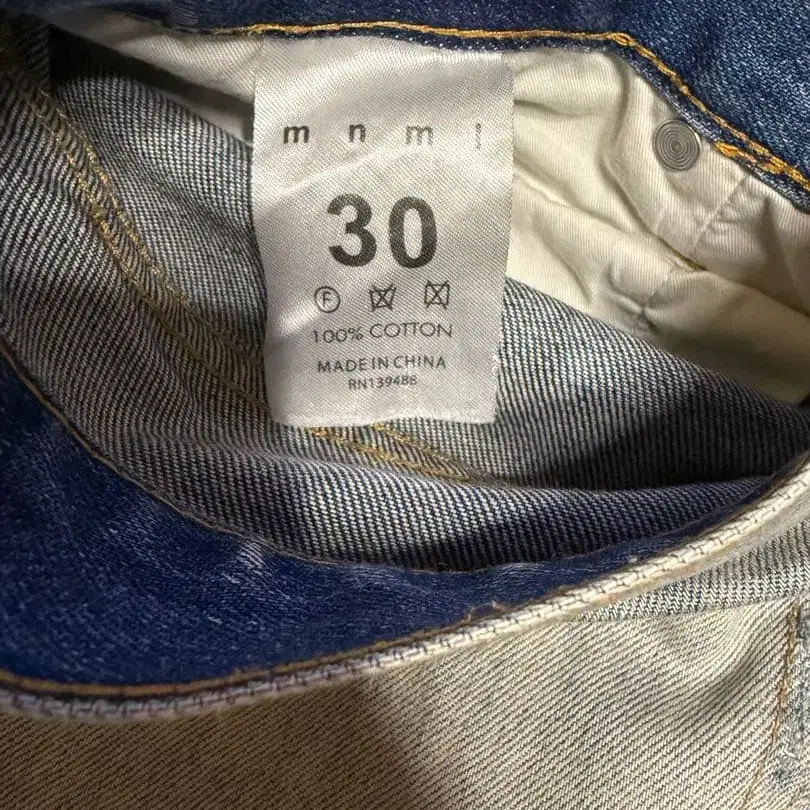 m n m l
30
F
100% COTTON
MADE IN CHINA
RN139488